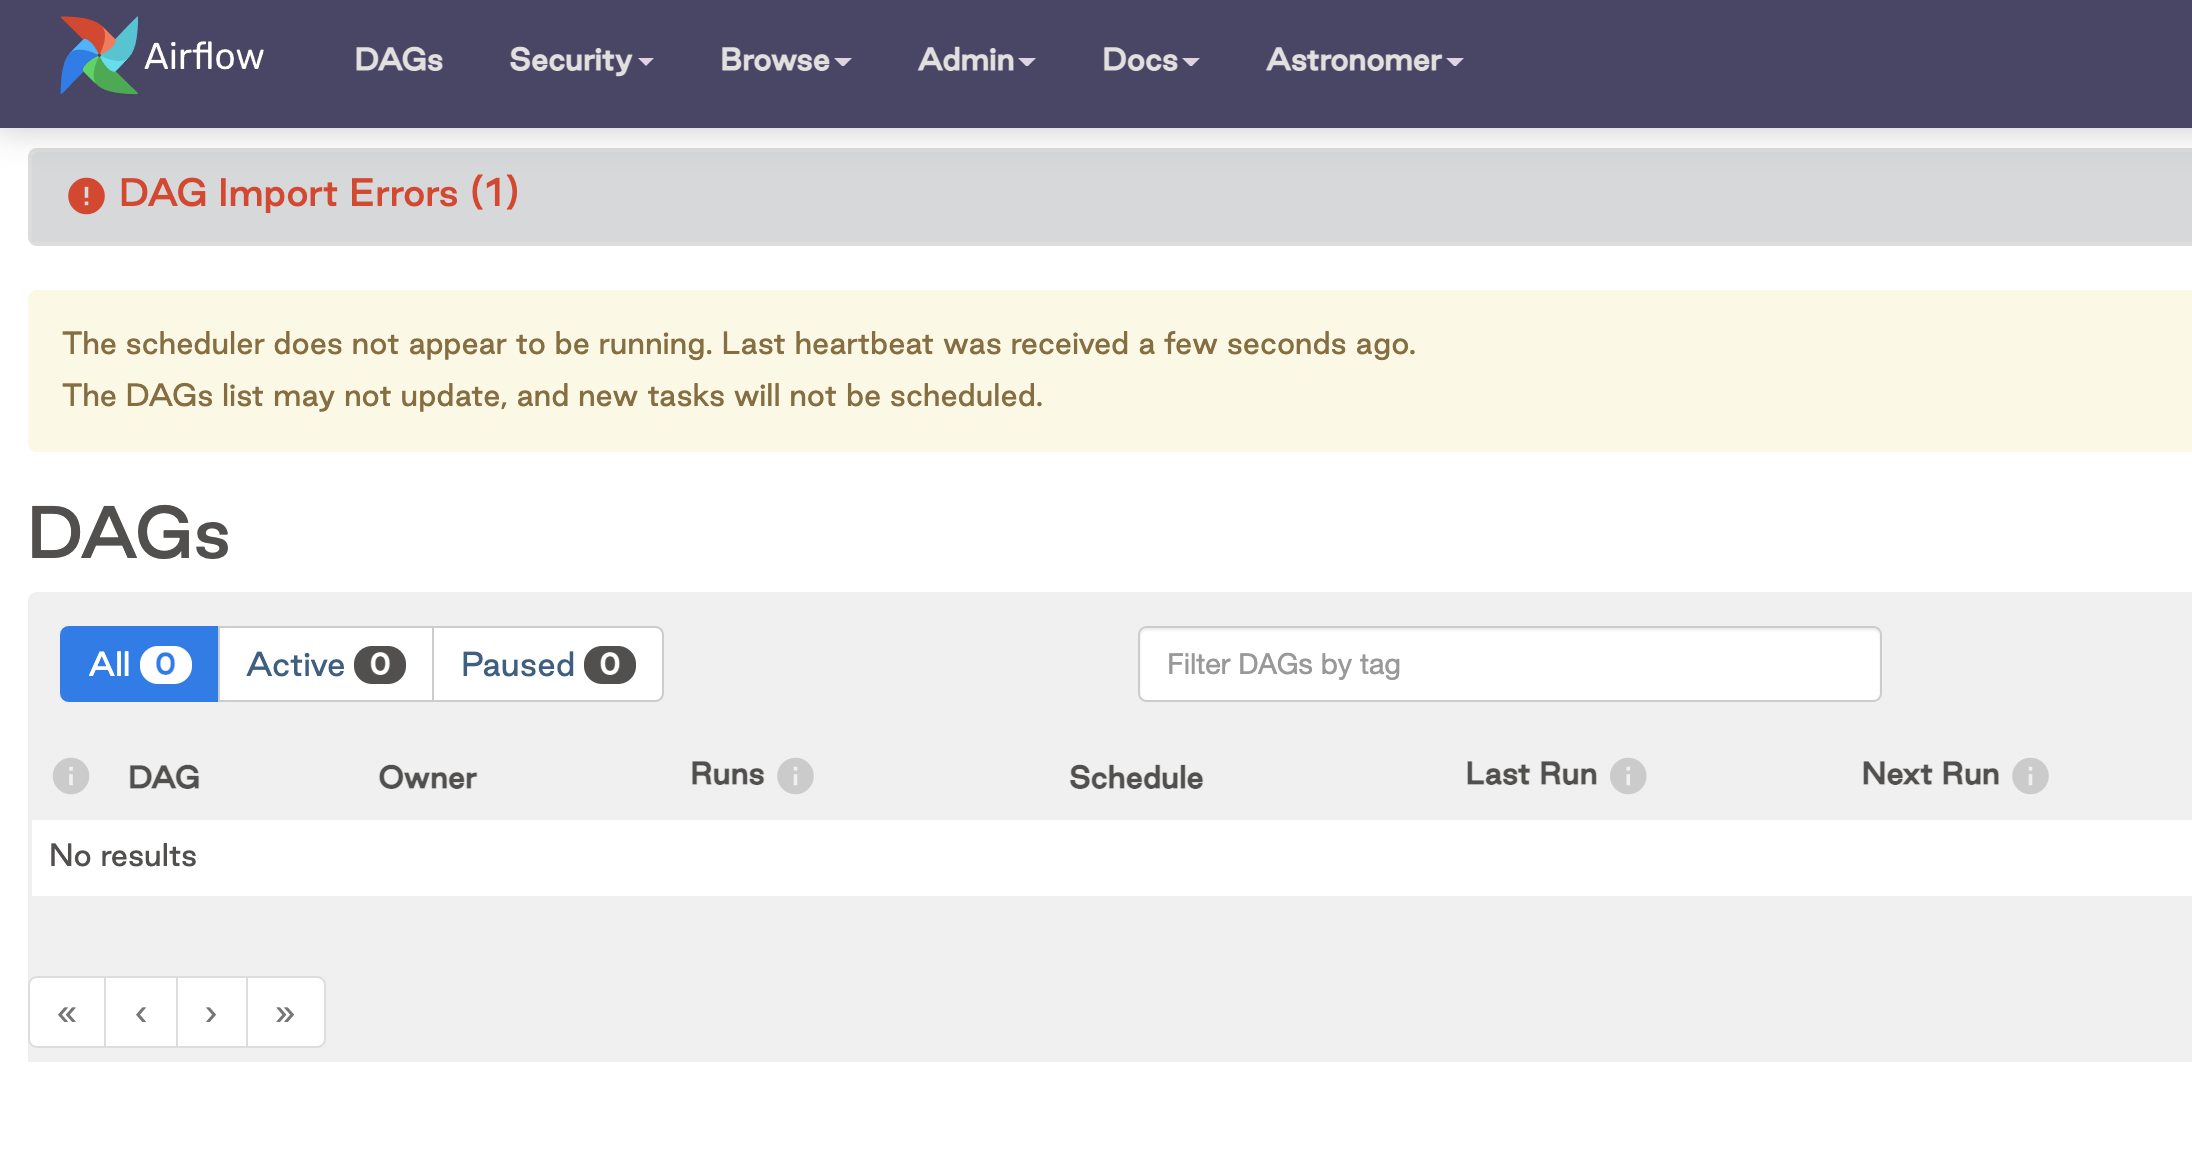 Airflow DAGs Security Browse Admin Docs Astronomer
DAG Import Errors (1)
The scheduler does not appear to be running. Last heartbeat was received a few seconds ago.
The DAGs list may not update, and new tasks will not be scheduled.
DAGs
All 0 Active 0 Paused 0 Filter DAGs by tag
DAG Owner Runs Schedule Last Run Next Run
No results
« ‹ › »